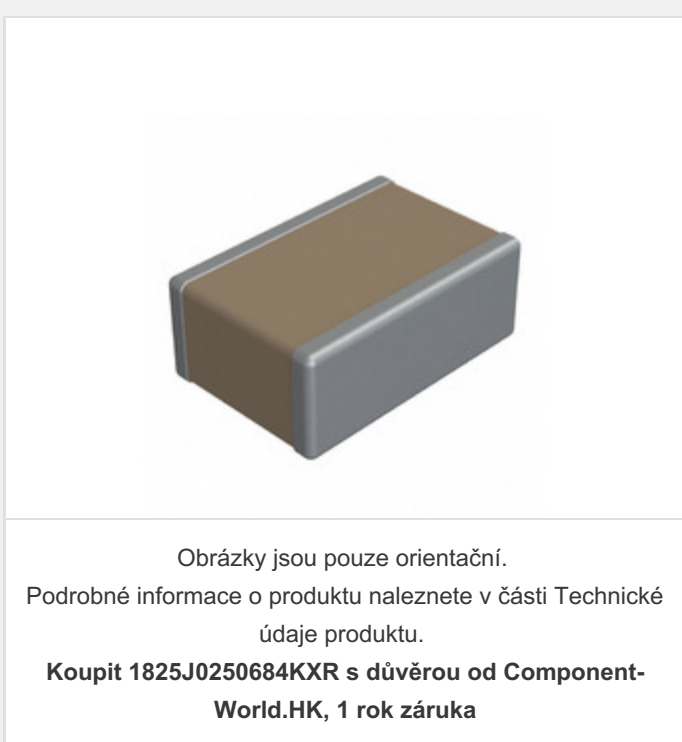 Obrázky jsou pouze orientační.
Podrobné informace o produktu naleznete v části Technické
údaje produktu.
Koupit 1825J0250684KXR s důvěrou od Component-
World.HK, 1 rok záruka